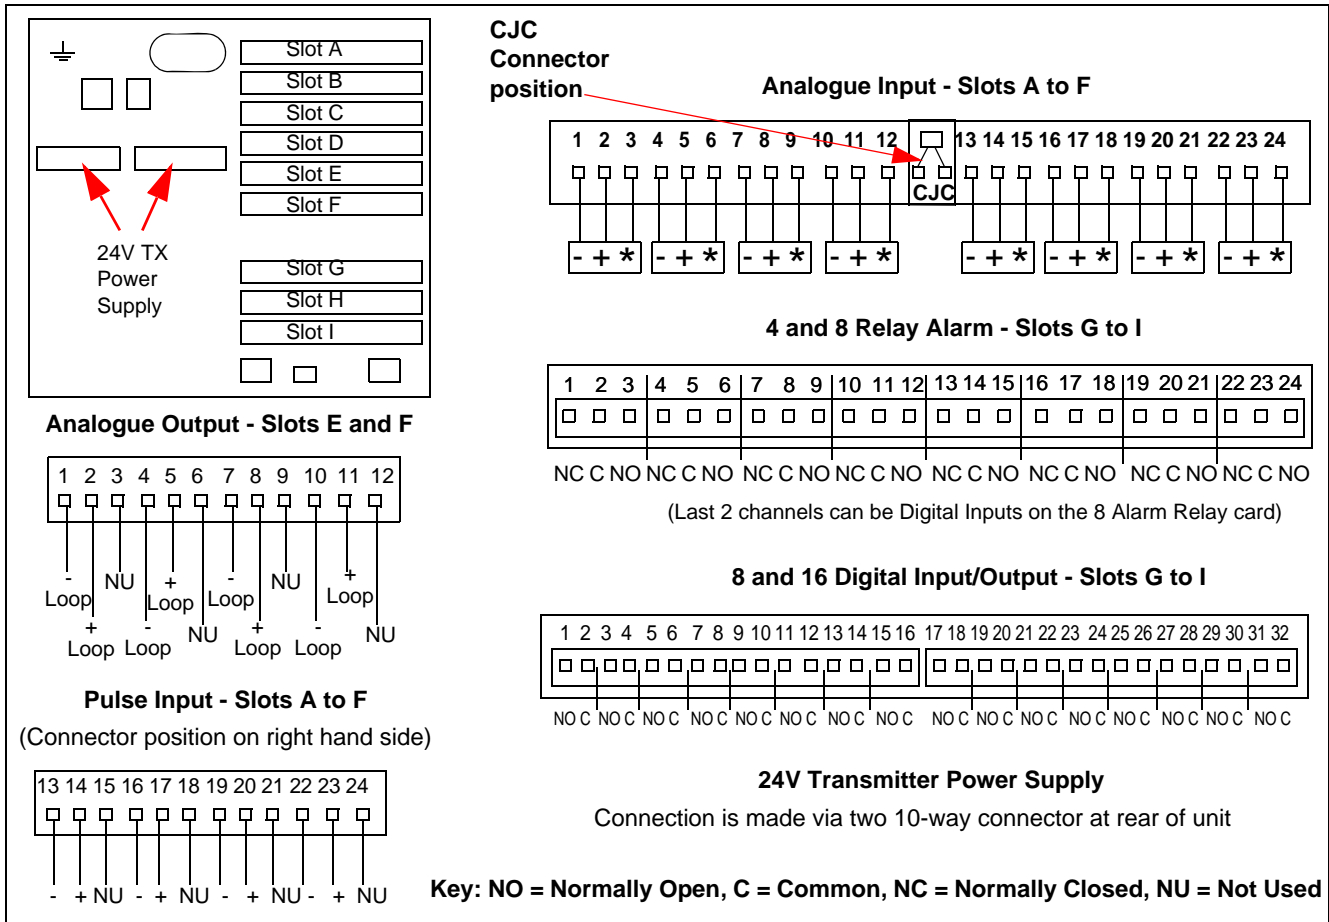 Slot A
Slot B
Slot C
Slot D
Slot E
Slot F
24V TX
Power
Supply
Slot G
Slot H
Slot I
CJC
Connector
position
Analogue Input - Slots A to F
1 2 3 4 5 6 7 8 9 10 11 12 13 14 15 16 17 18 19 20 21 22 23 24
CJC
- + * - + * - + * - + * - + * - + * - + * - + *
4 and 8 Relay Alarm - Slots G to I
1 2 3 4 5 6 7 8 9 10 11 12 13 14 15 16 17 18 19 20 21 22 23 24
NC C NO NC C NO NC C NO NC C NO NC C NO NC C NO NC C NO NC C NO
(Last 2 channels can be Digital Inputs on the 8 Alarm Relay card)
Analogue Output - Slots E and F
1 2 3 4 5 6 7 8 9 10 11 12
- NU + - NU +
Loop Loop Loop Loop
+ - NU + - NU
Loop Loop Loop Loop
8 and 16 Digital Input/Output - Slots G to I
1 2 3 4 5 6 7 8 9 10 11 12 13 14 15 16 17 18 19 20 21 22 23 24 25 26 27 28 29 30 31 32
NO C NO C NO C NO C NO C NO C NO C NO C NO C NO C NO C NO C NO C NO C NO C NO C
Pulse Input - Slots A to F
(Connector position on right hand side)
13 14 15 16 17 18 19 20 21 22 23 24
- + NU - + NU - + NU - + NU
24V Transmitter Power Supply
Connection is made via two 10-way connector at rear of unit
Key: NO = Normally Open, C = Common, NC = Normally Closed, NU = Not Used